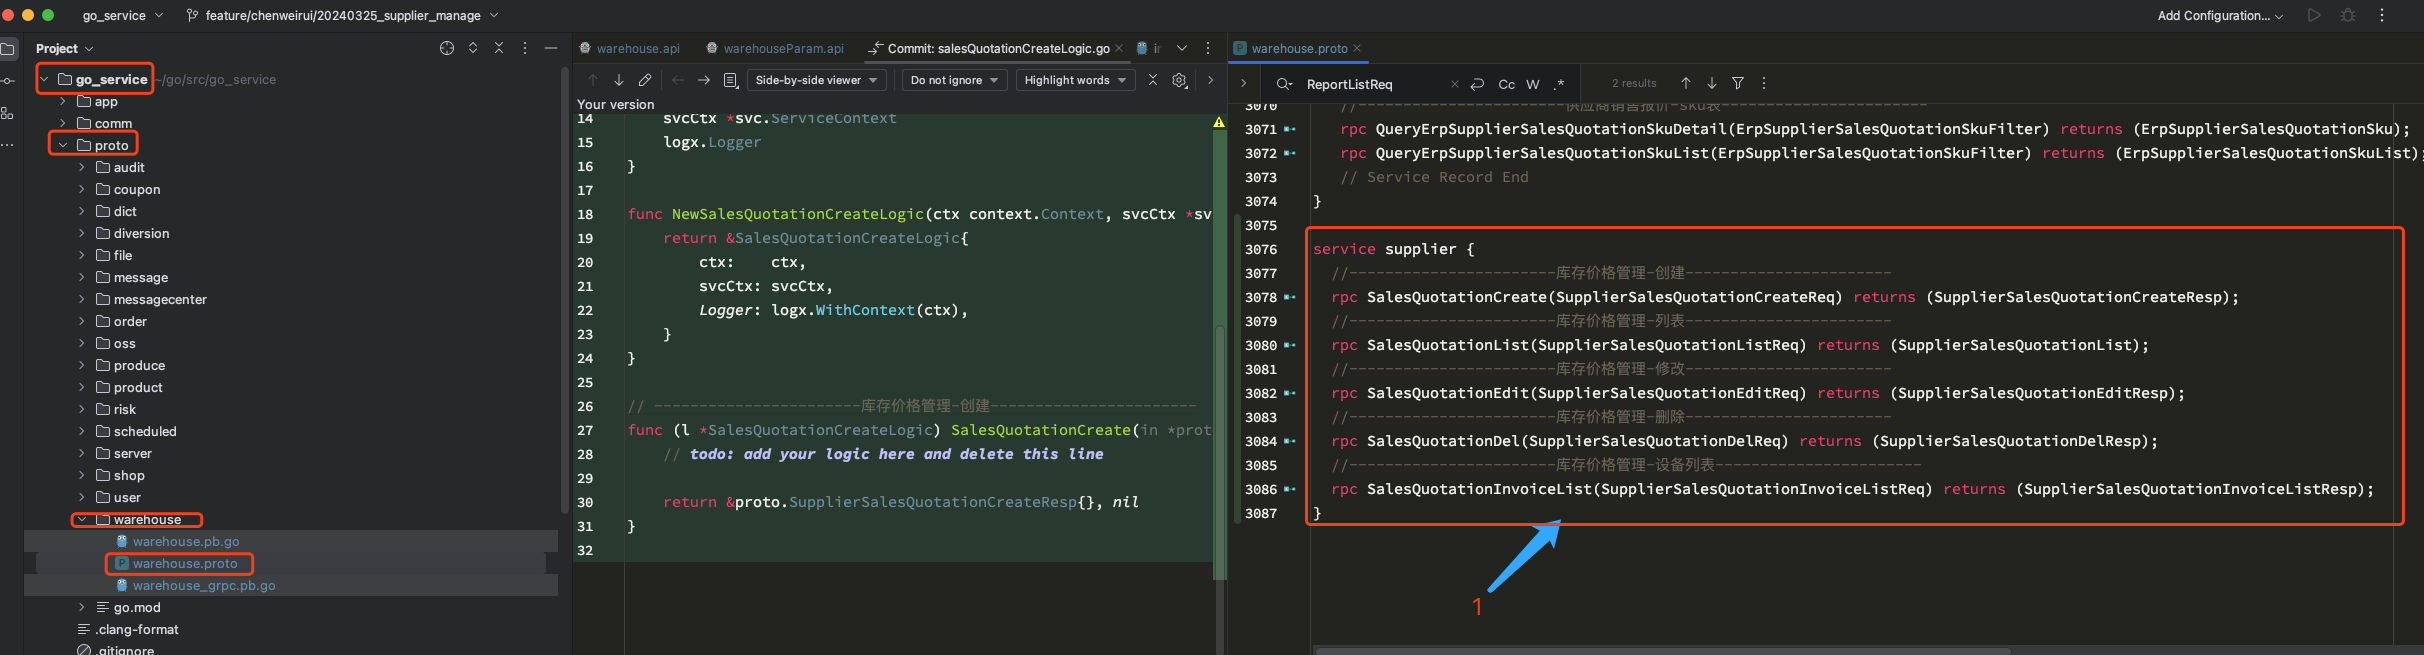 go_service
feature/chenweirui/20240325_supplier_manage
Add Configuration...
Project
go_service ~/go/src/go_service
app
comm
proto
audit
coupon
dict
diversion
file
message
messagecenter
order
oss
produce
product
risk
scheduled
server
shop
user
warehouse
warehouse.pb.go
warehouse.proto
warehouse_grpc.pb.go
go.mod
.clang-format
.gitignore
warehouse.api
warehouseParam.api
Commit: salesQuotationCreateLogic.go
Side-by-side viewer
Do not ignore
Highlight words
Your version
14 svcCtx *svc.ServiceContext
15 logx.Logger
16 }
17
18 func NewSalesQuotationCreateLogic(ctx context.Context, svcCtx *sv
19 return &SalesQuotationCreateLogic{
20 ctx: ctx,
21 svcCtx: svcCtx,
22 Logger: logx.WithContext(ctx),
23 }
24 }
25
26 // -----------------------库存价格管理-创建-----------------------
27 func (l *SalesQuotationCreateLogic) SalesQuotationCreate(in *prot
28 // todo: add your logic here and delete this line
29
30 return &proto.SupplierSalesQuotationCreateResp{}, nil
31 }
32
warehouse.proto
ReportListReq
Cc
W
.*
2 results
3070 //-----------------------供应商销售报价-sku表-----------------------
3071 rpc QueryErpSupplierSalesQuotationSkuDetail(ErpSupplierSalesQuotationSkuFilter) returns (ErpSupplierSalesQuotationSku);
3072 rpc QueryErpSupplierSalesQuotationSkuList(ErpSupplierSalesQuotationSkuFilter) returns (ErpSupplierSalesQuotationSkuList);
3073 // Service Record End
3074 }
3075
3076 service supplier {
3077 //-----------------------库存价格管理-创建-----------------------
3078 rpc SalesQuotationCreate(SupplierSalesQuotationCreateReq) returns (SupplierSalesQuotationCreateResp);
3079 //-----------------------库存价格管理-列表-----------------------
3080 rpc SalesQuotationList(SupplierSalesQuotationListReq) returns (SupplierSalesQuotationList);
3081 //-----------------------库存价格管理-修改-----------------------
3082 rpc SalesQuotationEdit(SupplierSalesQuotationEditReq) returns (SupplierSalesQuotationEditResp);
3083 //-----------------------库存价格管理-删除-----------------------
3084 rpc SalesQuotationDel(SupplierSalesQuotationDelReq) returns (SupplierSalesQuotationDelResp);
3085 //-----------------------库存价格管理-设备列表-----------------------
3086 rpc SalesQuotationInvoiceList(SupplierSalesQuotationInvoiceListReq) returns (SupplierSalesQuotationInvoiceListResp);
3087 }
1